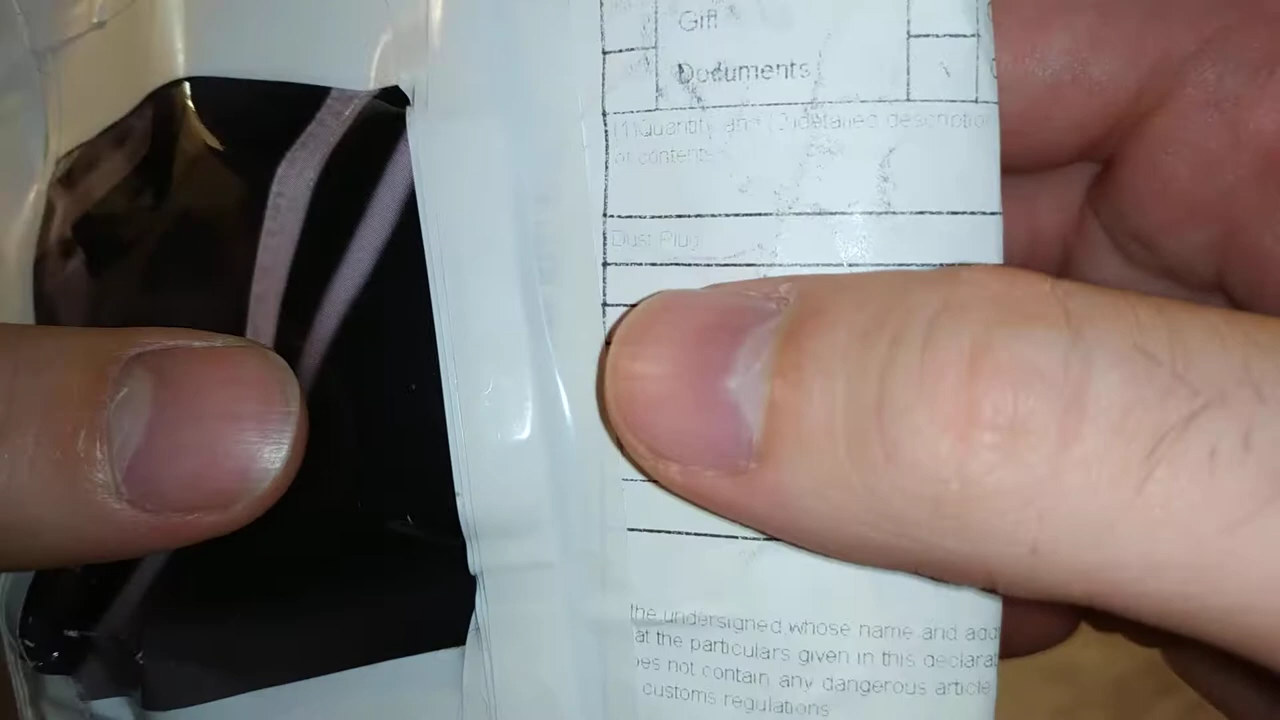 Gift
Documents
(1)Quantity and (2)detailed description
of contents
Dust Plug
the undersigned,whose name and add
at the particulars given in this declarat
oes not contain any dangerous article
customs regulations